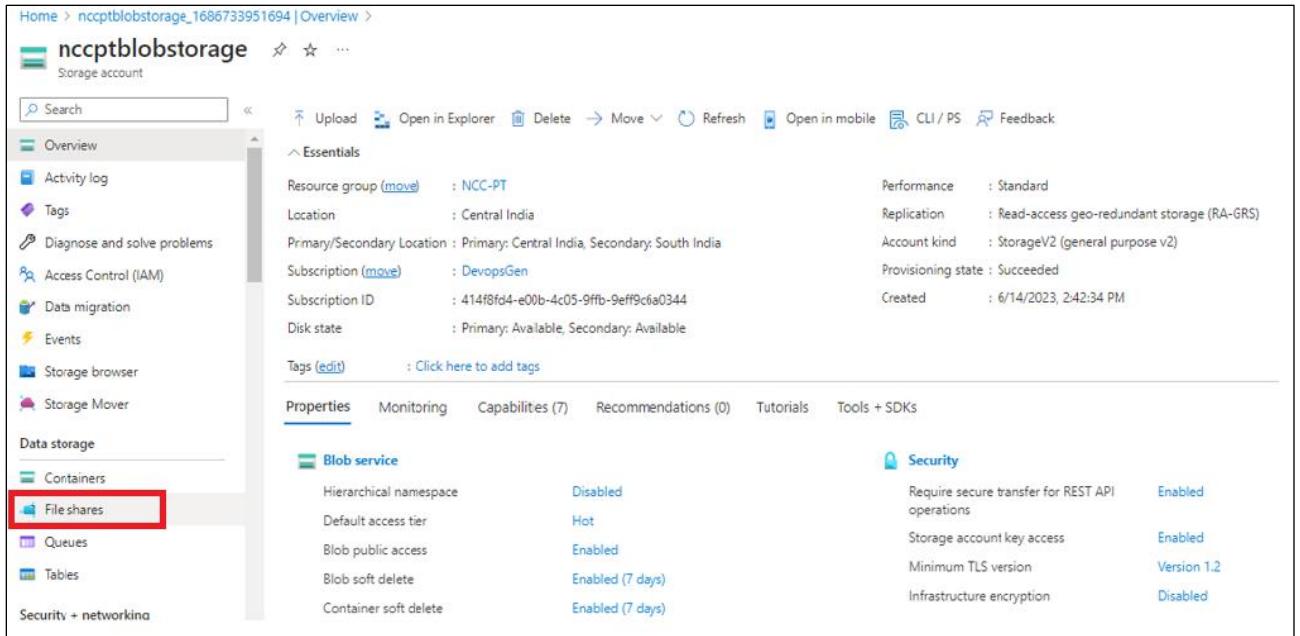 Home > nccptblobstorage_1686733951694 | Overview >
nccptblobstorage
Storage account
Search
Overview
Activity log
Tags
Diagnose and solve problems
Access Control (IAM)
Data migration
Events
Storage browser
Storage Mover
Data storage
Containers
File shares
Queues
Tables
Security + networking
Upload Open in Explorer Delete Move Refresh Open in mobile CLI / PS Feedback
Essentials
Resource group (move) : NCC-PT
Location : Central India
Primary/Secondary Location : Primary: Central India, Secondary: South India
Subscription (move) : DevopsGen
Subscription ID : 414f8fd4-e00b-4c05-9ffb-9eff9c6a0344
Disk state : Primary: Available, Secondary: Available
Tags (edit) : Click here to add tags
Performance : Standard
Replication : Read-access geo-redundant storage (RA-GRS)
Account kind : StorageV2 (general purpose v2)
Provisioning state : Succeeded
Created : 6/14/2023, 2:42:34 PM
Properties Monitoring Capabilities (7) Recommendations (0) Tutorials Tools + SDKs
Blob service
Hierarchical namespace Disabled
Default access tier Hot
Blob public access Enabled
Blob soft delete Enabled (7 days)
Container soft delete Enabled (7 days)
Security
Require secure transfer for REST API Enabled
operations
Storage account key access Enabled
Minimum TLS version Version 1.2
Infrastructure encryption Disabled